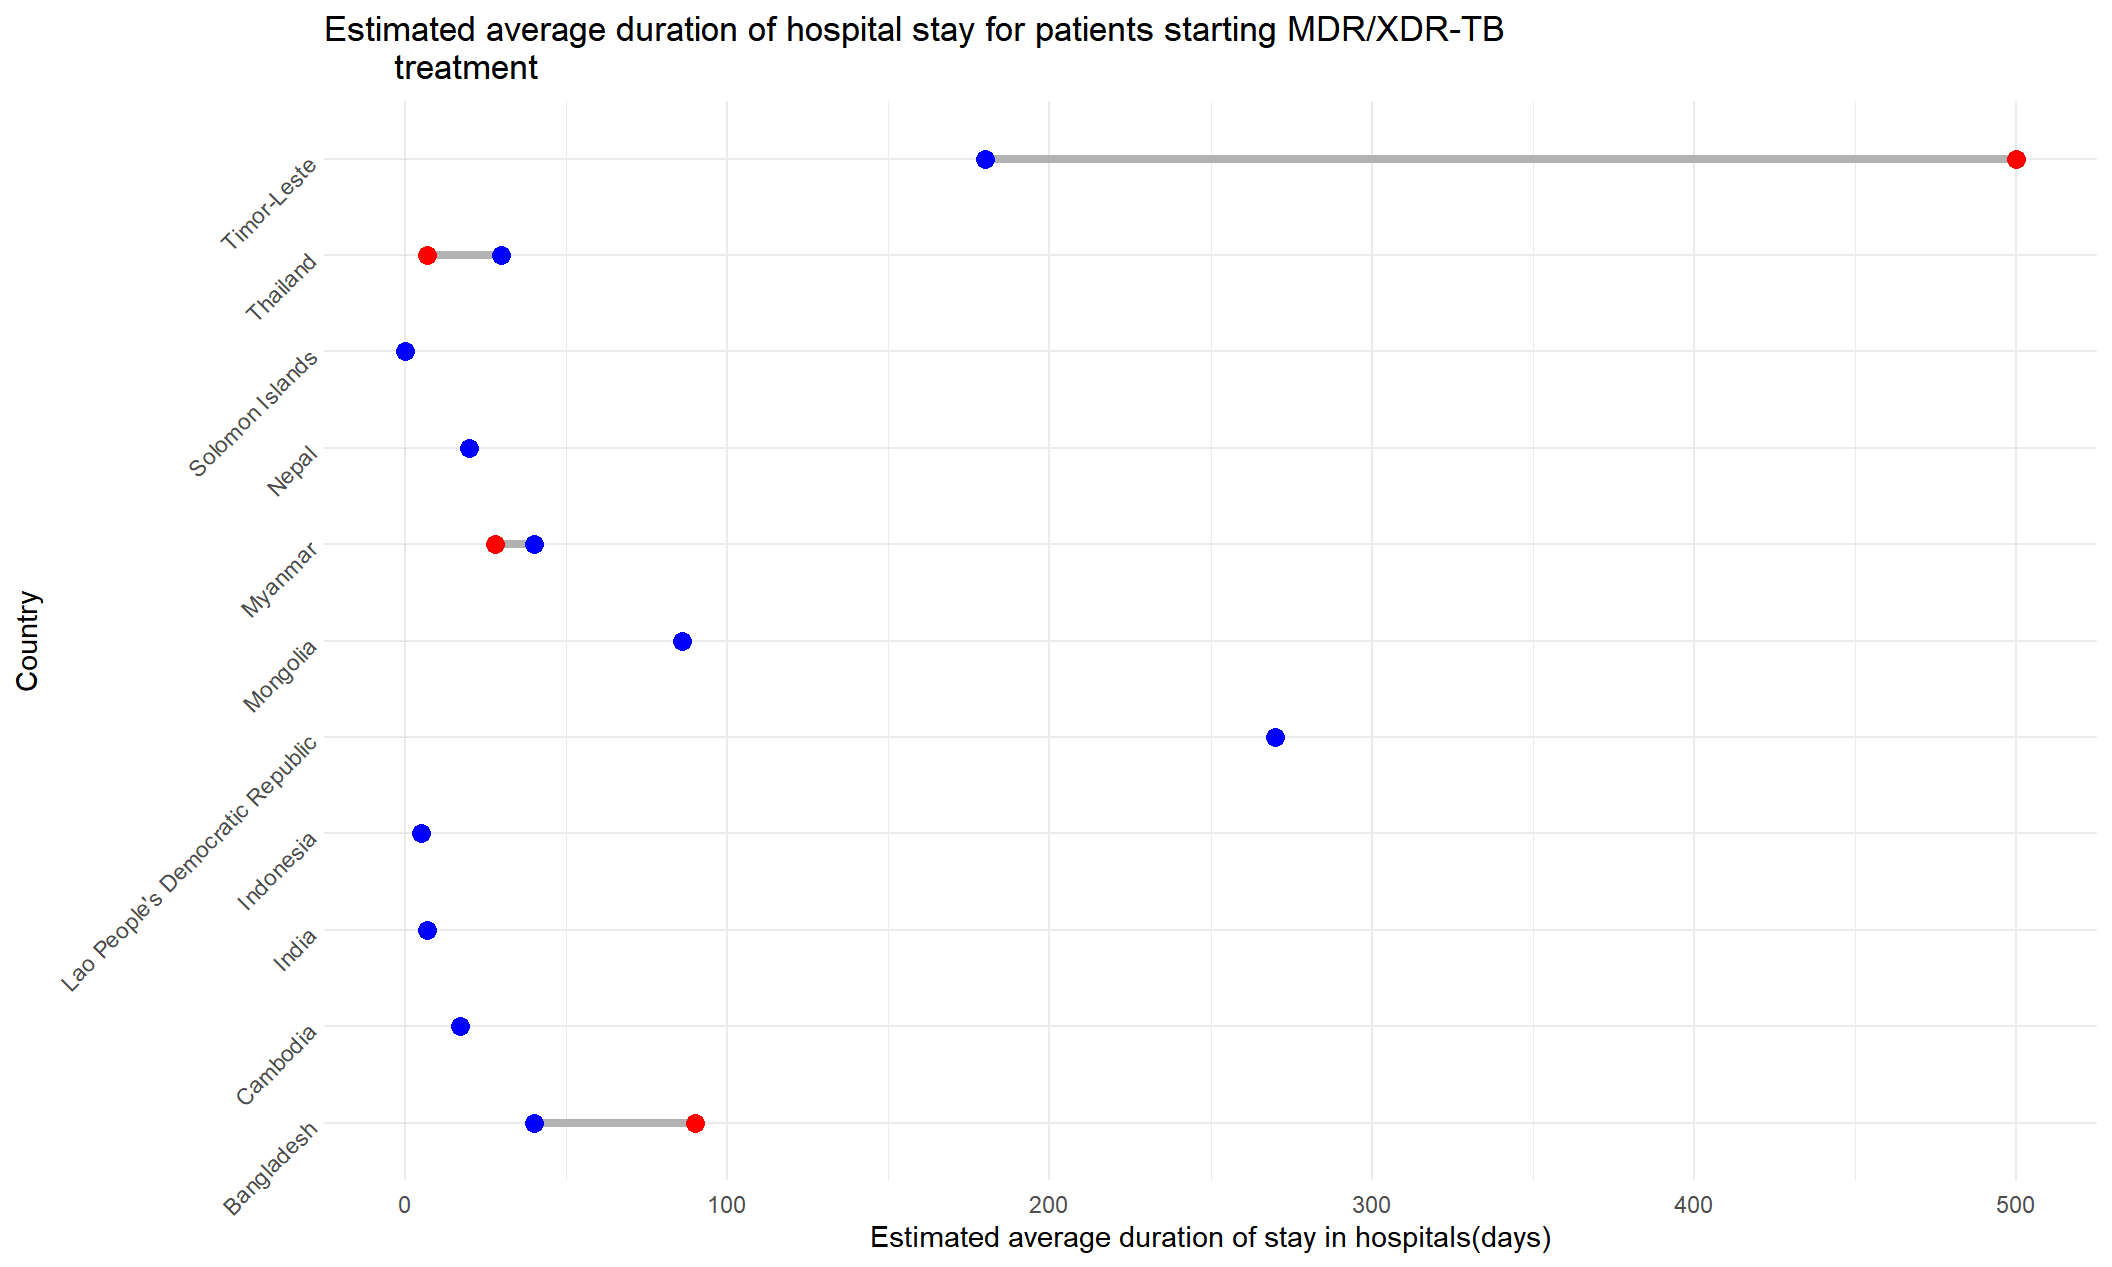 Estimated average duration of hospital stay for patients starting MDR/XDR-TB
treatment
Country
Timor-Leste
Thailand
Solomon Islands
Nepal
Myanmar
Mongolia
Lao People's Democratic Republic
Indonesia
India
Cambodia
Bangladesh
0 100 200 300 400 500
Estimated average duration of stay in hospitals(days)